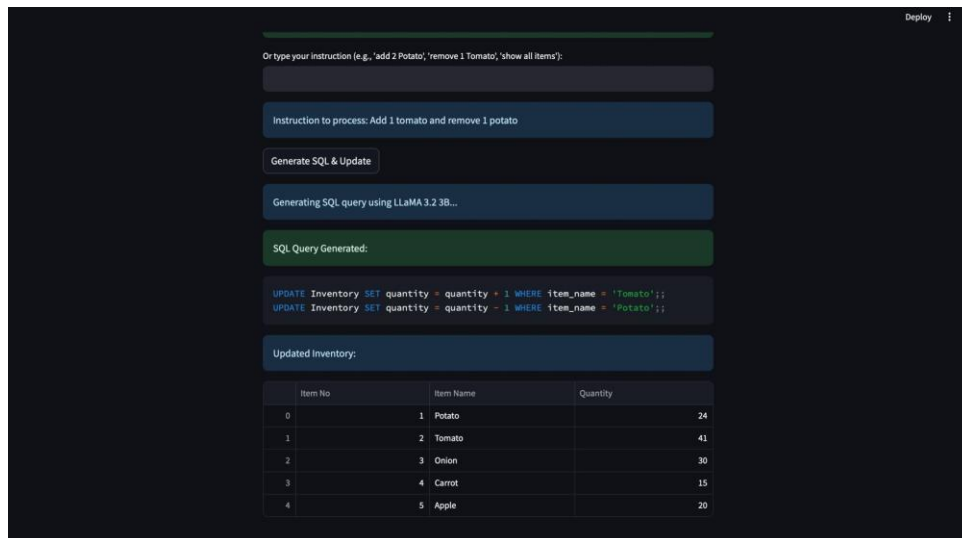 Deploy
Or type your instruction (e.g., 'add 2 Potato', 'remove 1 Tomato', 'show all items'):
Instruction to process: Add 1 tomato and remove 1 potato
Generate SQL & Update
Generating SQL query using LLaMA 3.2 3B...
SQL Query Generated:
UPDATE Inventory SET quantity = quantity + 1 WHERE item_name = 'Tomato';;
UPDATE Inventory SET quantity = quantity - 1 WHERE item_name = 'Potato';;
Updated Inventory:
Item No Item Name Quantity
0 1 Potato 24
1 2 Tomato 41
2 3 Onion 30
3 4 Carrot 15
4 5 Apple 20